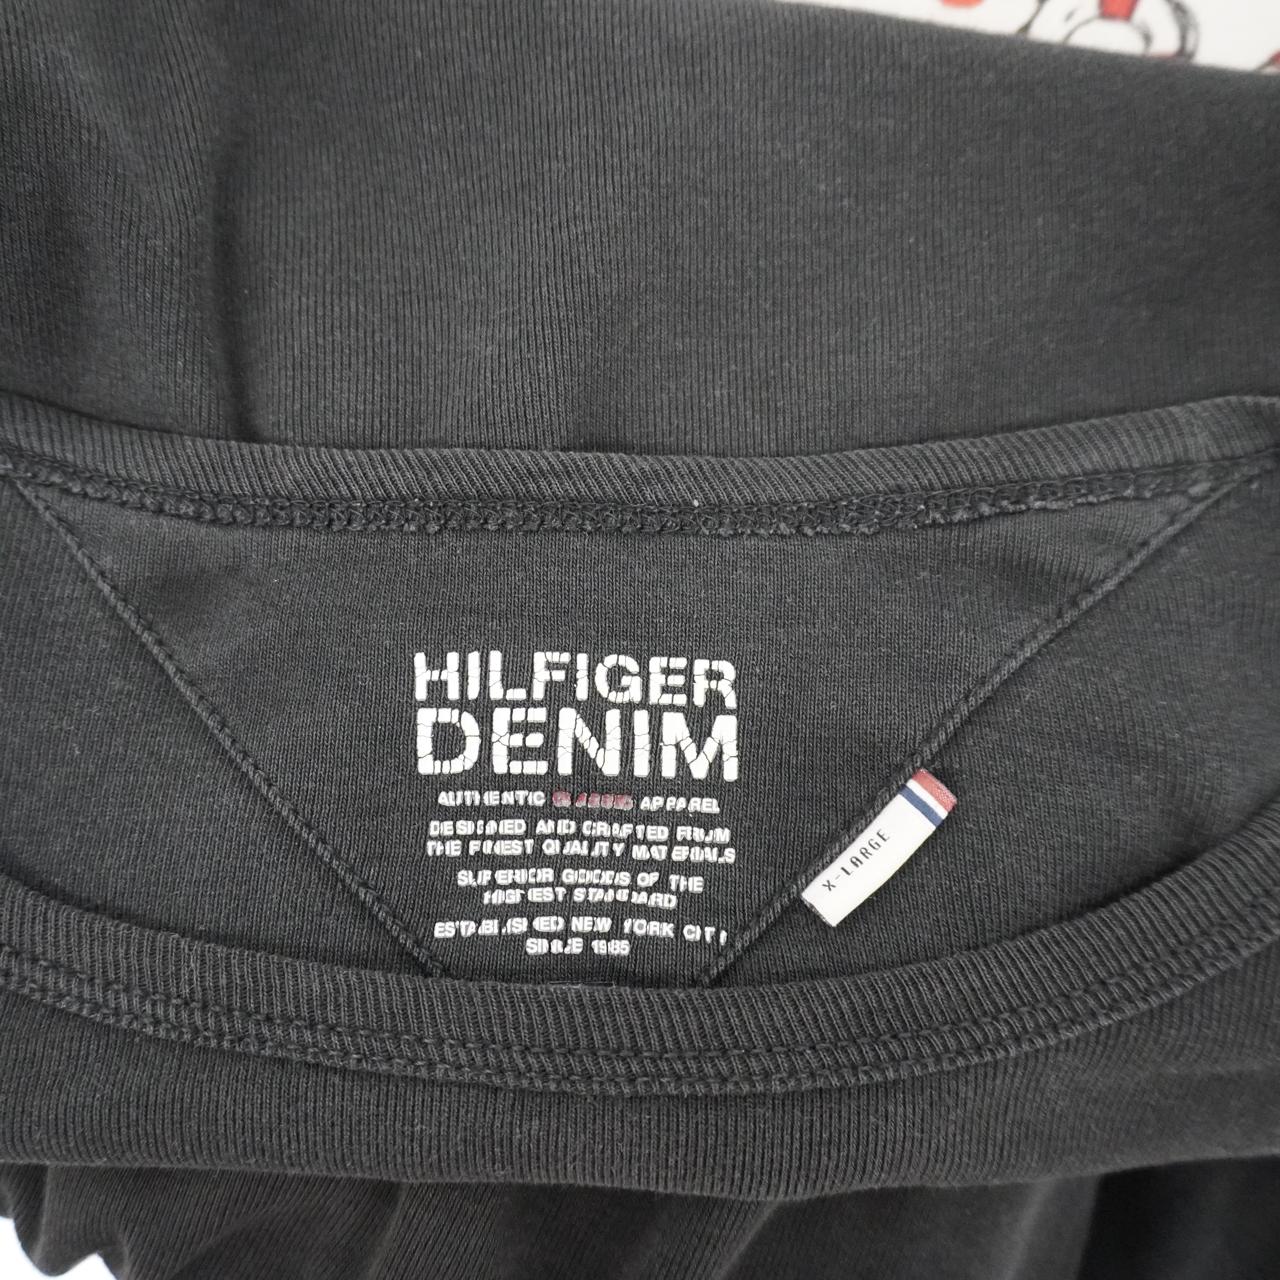 HILFIGER
DENIM
AUTHENTIC CLASSIC APPAREL
DESIGNED AND CRAFTED FROM
THE FINEST QUALITY MATERIALS
SUPERIOR GOODS OF THE
HIGHEST STANDARD
ESTABLISHED NEW YORK CITY
SINCE 1985
X-LARGE